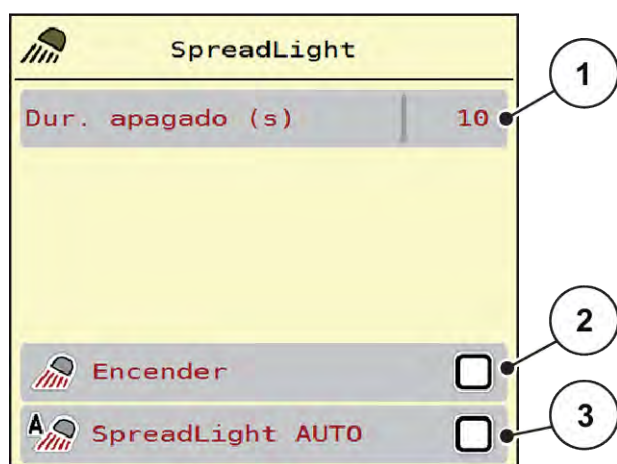 SpreadLight
Dur. apagado (s) 10
1
Encender
2
A SpreadLight AUTO
3